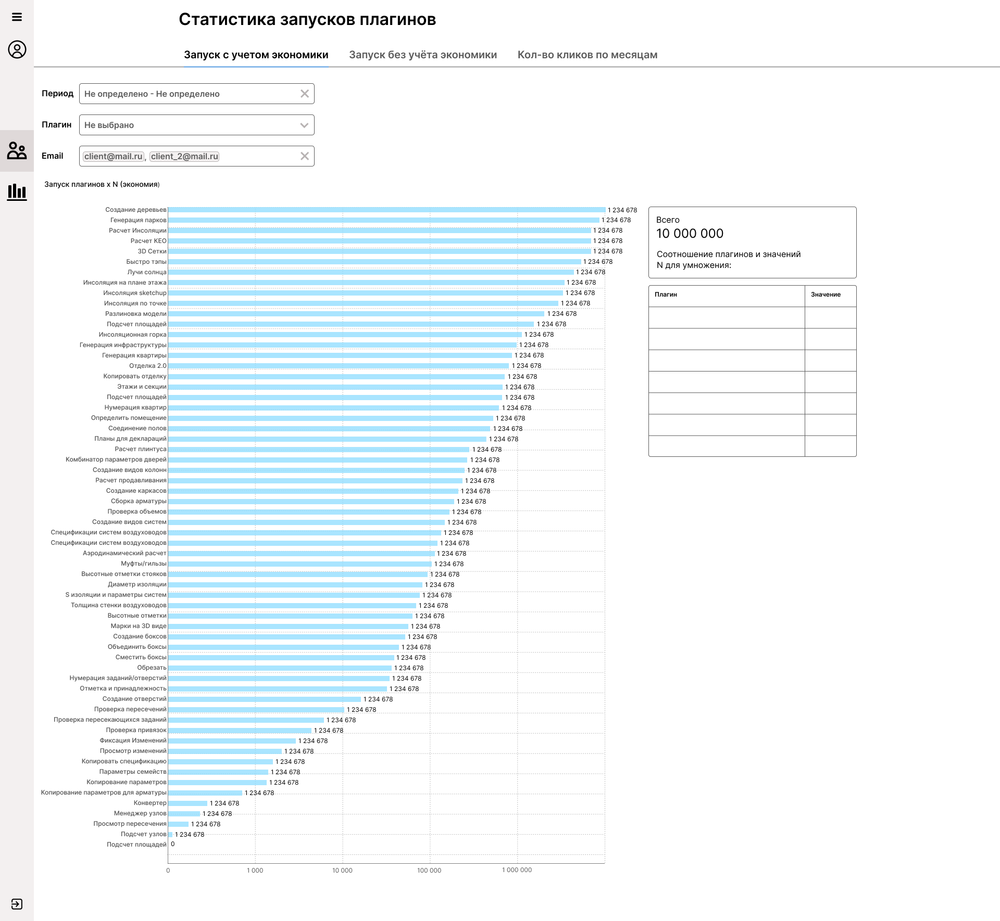 Статистика запусков плагинов
Запуск с учетом экономики Запуск без учёта экономики Кол-во кликов по месяцам
Период Не определено - Не определено
Плагин Не выбрано
Email client@mail.ru, client_2@mail.ru
Запуск плагинов x N (экономия)
Создание деревьев 1 234 678
Генерация парков 1 234 678
Расчет Инсоляции 1 234 678
Расчет КЕО 1 234 678
3D Сетки 1 234 678
Быстро тэпы 1 234 678
Лучи солнца 1 234 678
Инсоляция на плане этажа 1 234 678
Инсоляция sketchup 1 234 678
Инсоляция по точке 1 234 678
Разлиновка модели 1 234 678
Подсчет площадей 1 234 678
Инсоляционная горка 1 234 678
Генерация инфраструктуры 1 234 678
Генерация квартиры 1 234 678
Отделка 2.0 1 234 678
Копировать отделку 1 234 678
Этажи и секции 1 234 678
Подсчет площадей 1 234 678
Нумерация квартир 1 234 678
Определить помещение 1 234 678
Соединение полов 1 234 678
Планы для деклараций 1 234 678
Расчет плинтуса 1 234 678
Комбинатор параметров дверей 1 234 678
Создание видов колонн 1 234 678
Расчет продавливания 1 234 678
Создание каркасов 1 234 678
Сборка арматуры 1 234 678
Проверка объемов 1 234 678
Создание видов систем 1 234 678
Спецификации систем воздуховодов 1 234 678
Спецификации систем воздуховодов 1 234 678
Аэродинамический расчет 1 234 678
Муфты/гильзы 1 234 678
Высотные отметки стояков 1 234 678
Диаметр изоляции 1 234 678
S изоляции и параметры систем 1 234 678
Толщина стенки воздуховодов 1 234 678
Высотные отметки 1 234 678
Марки на 3D виде 1 234 678
Создание боксов 1 234 678
Объединить боксы 1 234 678
Сместить боксы 1 234 678
Обрезать 1 234 678
Нумерация заданий/отверстий 1 234 678
Отметка и принадлежность 1 234 678
Создание отверстий 1 234 678
Проверка пересечений 1 234 678
Проверка пересекающихся заданий 1 234 678
Проверка привязок 1 234 678
Фиксация Изменений 1 234 678
Просмотр изменений 1 234 678
Копировать спецификацию 1 234 678
Параметры семейств 1 234 678
Копирование параметров 1 234 678
Копирование параметров для арматуры 1 234 678
Конвертер 1 234 678
Менеджер узлов 1 234 678
Просмотр пересечения 1 234 678
Подсчет узлов 1 234 678
Подсчет площадей 0
0 1 000 10 000 100 000 1 000 000
Всего
10 000 000
Соотношение плагинов и значений
N для умножения:
Плагин Значение